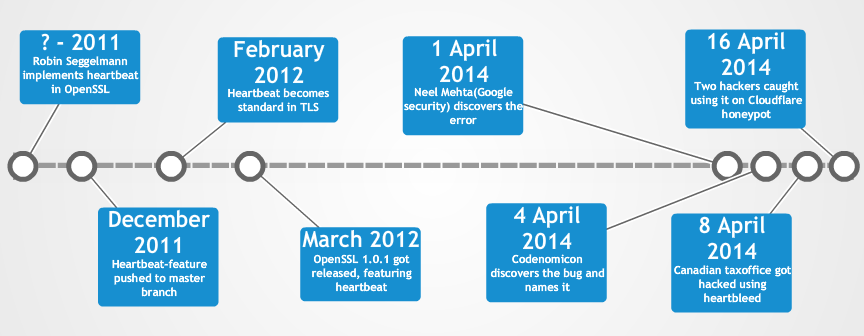 ? - 2011
Robin Seggelmann
implements heartbeat
in OpenSSL
December
2011
Heartbeat-feature
pushed to master
branch
February
2012
Heartbeat becomes
standard in TLS
March 2012
OpenSSL 1.0.1 got
released, featuring
heartbeat
1 April
2014
Neel Mehta(Google
security) discovers the
error
4 April
2014
Codenomicon
discovers the bug and
names it
8 April
2014
Canadian taxoffice got
hacked using
heartbleed
16 April
2014
Two hackers caught
using it on Cloudflare
honeypot